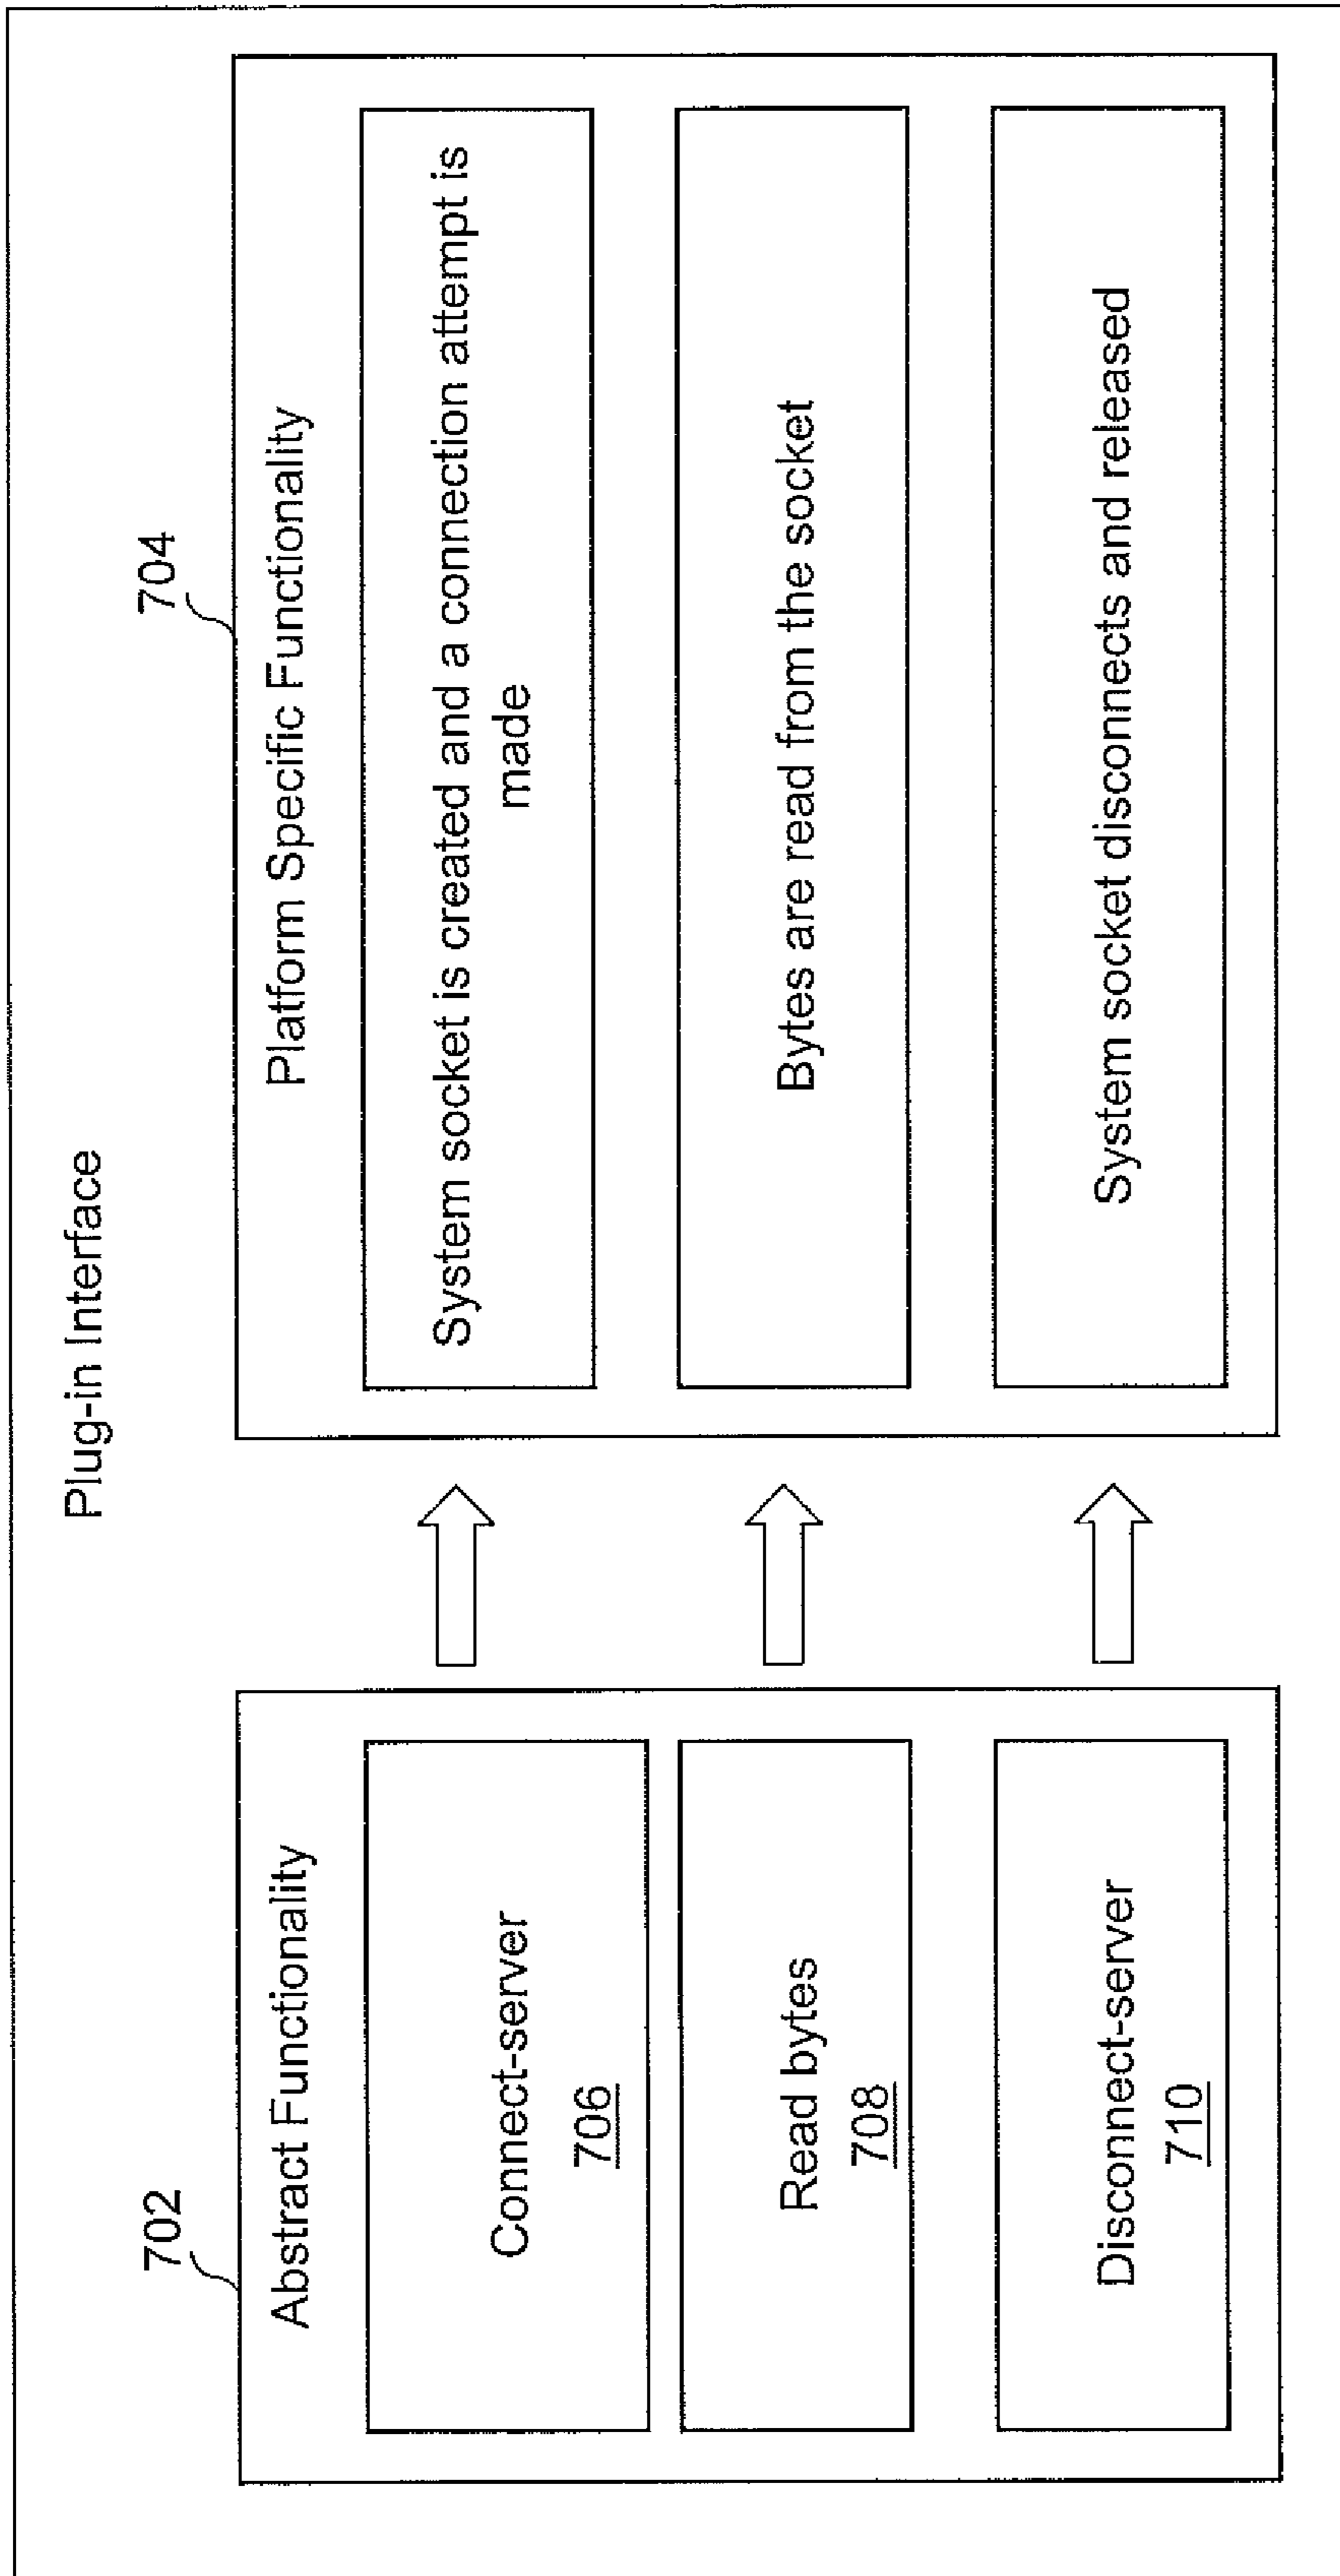 Plug-in Interface
702
Abstract Functionality
Connect-server
706
Read bytes
708
Disconnect-server
710
704
Platform Specific Functionality
System socket is created and a connection attempt is
made
Bytes are read from the socket
System socket disconnects and released